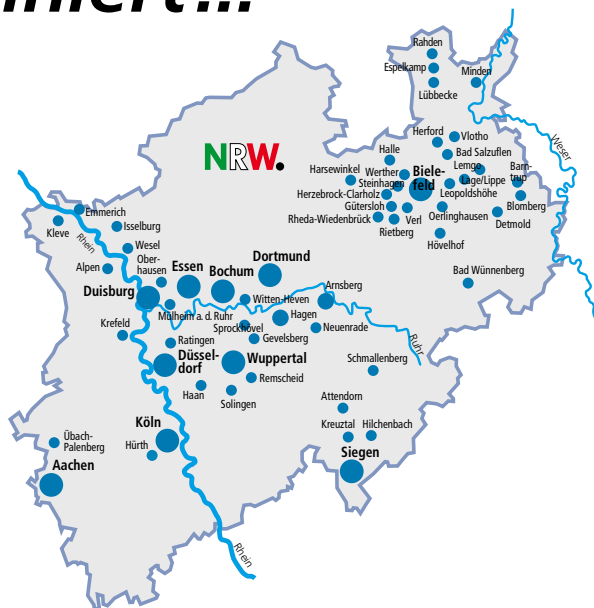 NRW.
Rahden
Espelkamp
Minden
Lübbecke
Weser
Herford
Vlotho
Halle
Bad Salzuflen
Harsewinkel
Werther
Biele-
feld
Lemgo
Barn-
trup
Steinhagen
Lage/Lippe
Herzebrock-Clarholz
Leopoldshöhe
Gütersloh
Blomberg
Rheda-Wiedenbrück
Verl
Oerlinghausen
Detmold
Rietberg
Hövelhof
Bad Wünnenberg
Emmerich
Kleve
Isselburg
Rhein
Wesel
Alpen
Ober-
hausen
Essen
Bochum
Dortmund
Duisburg
Witten-Heven
Arnsberg
Mülheim a. d. Ruhr
Hagen
Krefeld
Sprockhövel
Neuenrade
Gevelsberg
Ruhr
Ratingen
Düssel-
dorf
Wuppertal
Schmallenberg
Remscheid
Haan
Solingen
Attendorn
Köln
Kreuztal
Hilchenbach
Übach-
Palenberg
Hürth
Aachen
Siegen
Rhein